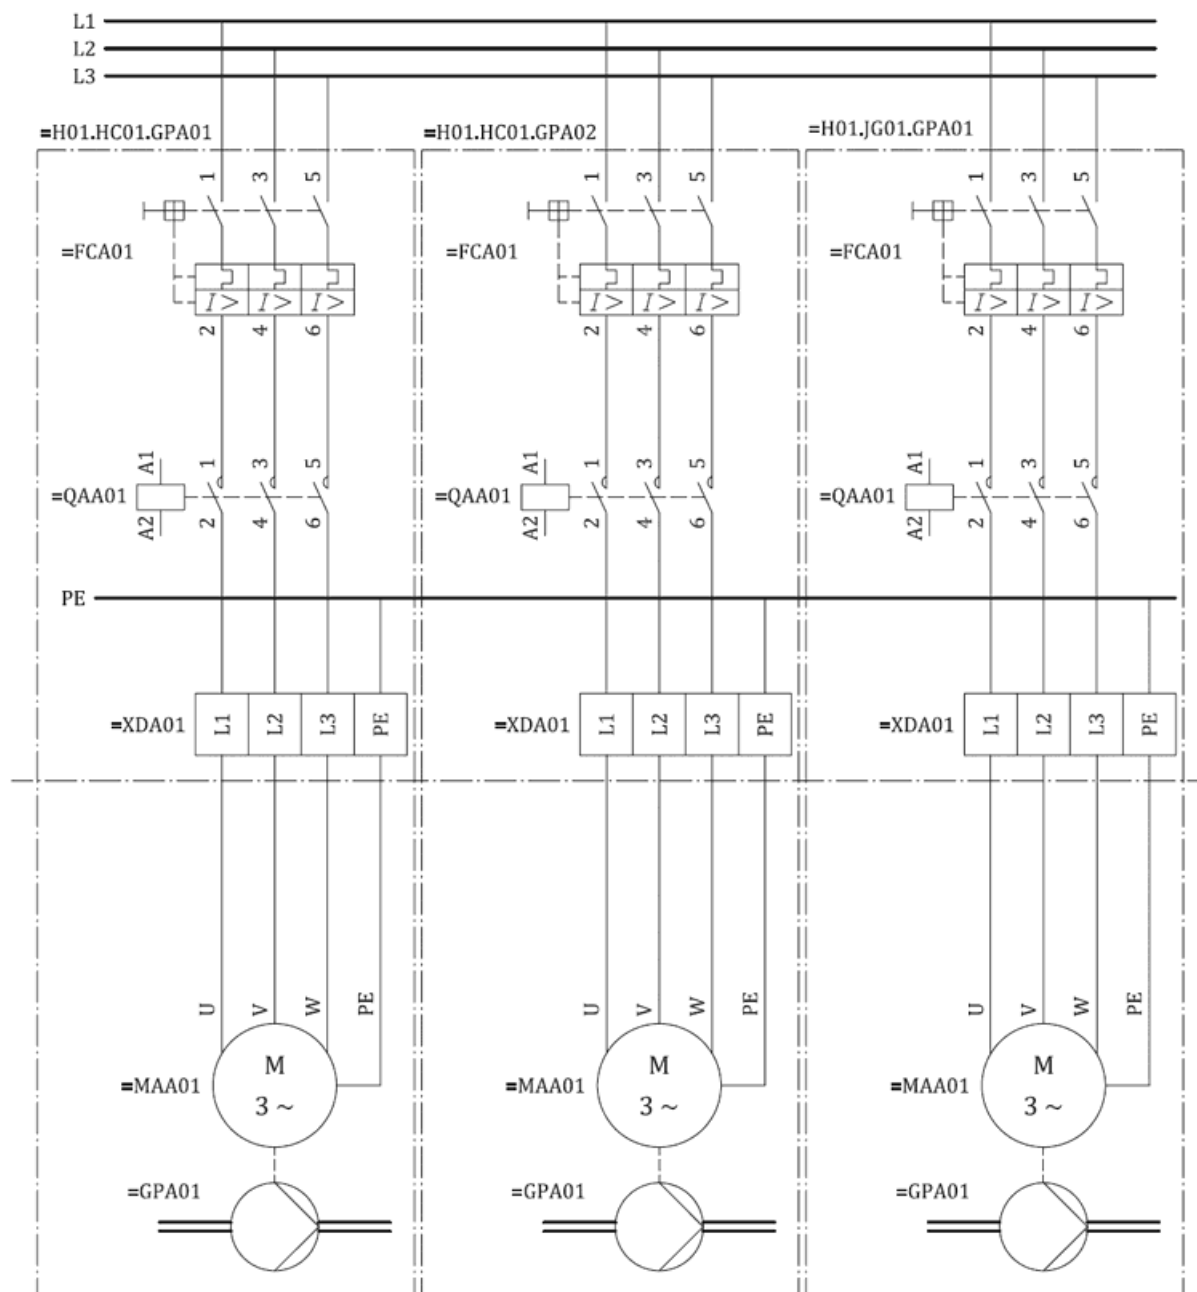 L1
L2
L3
=H01.HC01.GPA01 =H01.HC01.GPA02 =H01.JG01.GPA01
1 3 5 1 3 5 1 3 5
=FCA01 =FCA01 =FCA01
I> I> I> I> I> I> I> I> I>
2 4 6 2 4 6 2 4 6
A1 1 3 5 A1 1 3 5 A1 1 3 5
=QAA01 =QAA01 =QAA01
A2 2 4 6 A2 2 4 6 A2 2 4 6
PE
=XDA01 L1 L2 L3 PE =XDA01 L1 L2 L3 PE =XDA01 L1 L2 L3 PE
U V W PE U V W PE U V W PE
M M M
=MAA01 =MAA01 =MAA01
3 ~ 3 ~ 3 ~
=GPA01 =GPA01 =GPA01